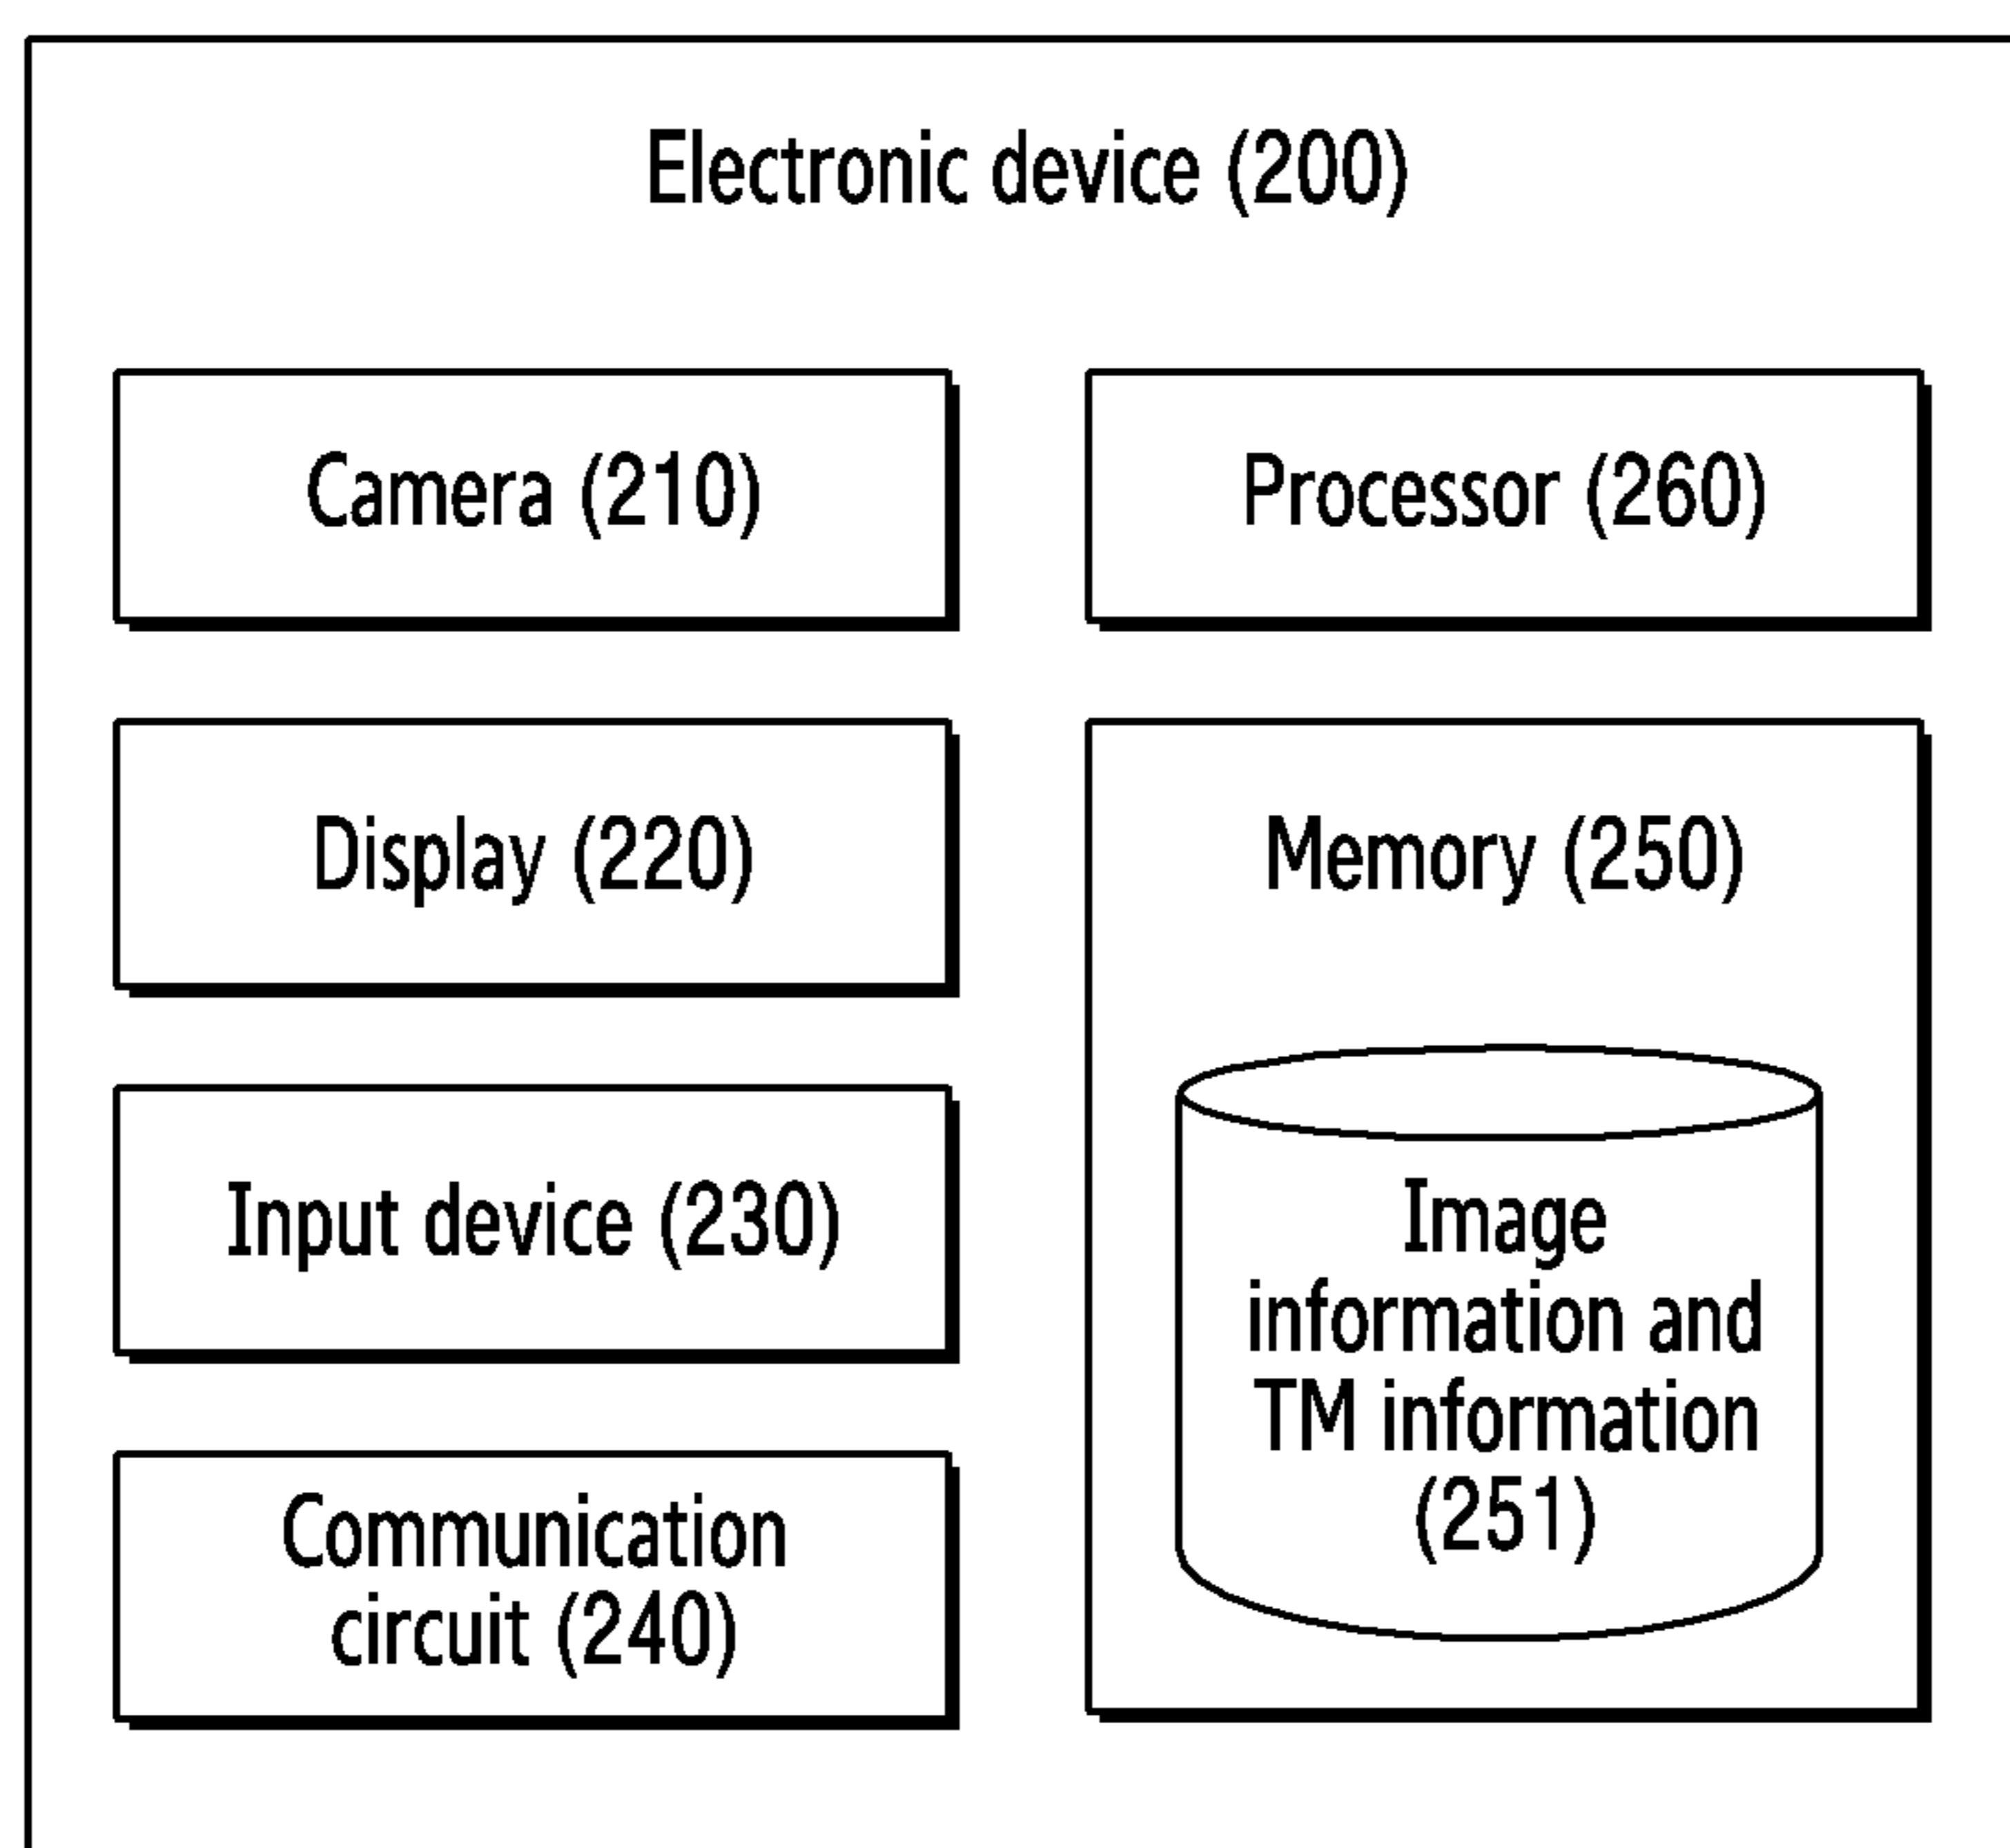 Electronic device (200)
Camera (210)
Processor (260)
Display (220)
Memory (250)
Input device (230)
Image
information and
TM information
(251)
Communication
circuit (240)